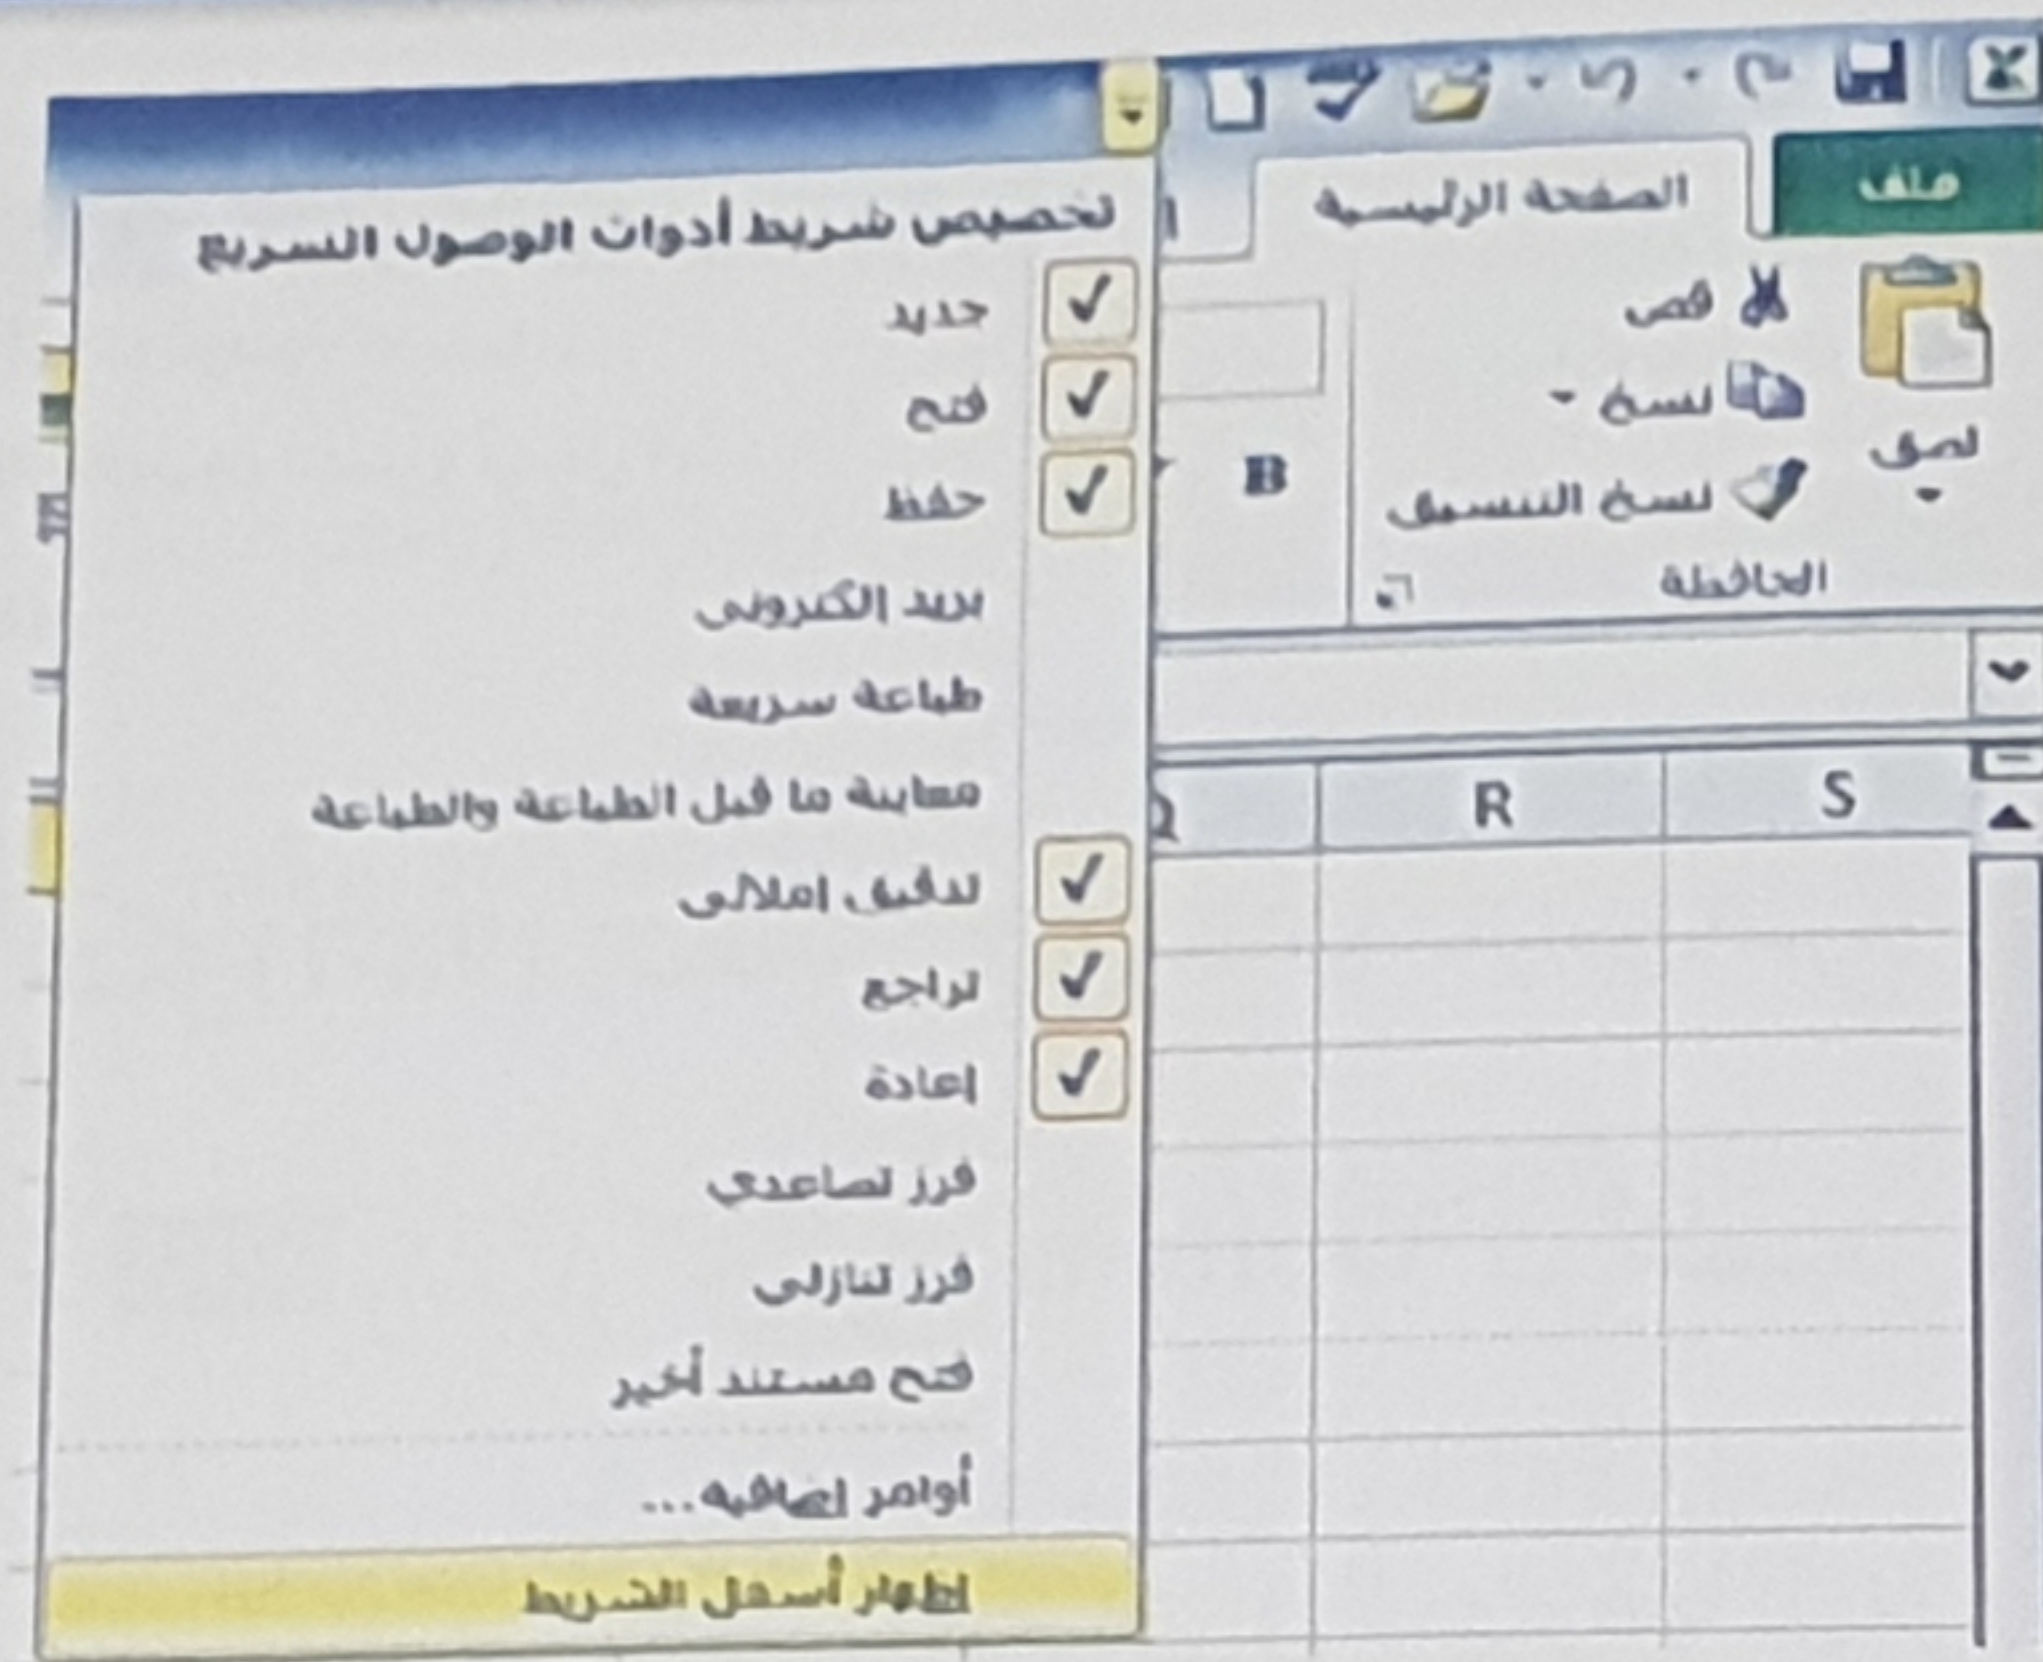 ملف
الصفحة الرئيسية
لصق
قص
نسخ
نسخ التنسيق
الحافظة
B
S
R
Q
تخصيص شريط أدوات الوصول السريع
جديد
فتح
حفظ
بريد الكتروني
طباعة سريعة
معاينة ما قبل الطباعة والطباعة
تدقيق إملائي
تراجع
إعادة
فرز تصاعدي
فرز تنازلي
فتح مستند أخير
أوامر إضافية...
إظهار أسفل الشريط